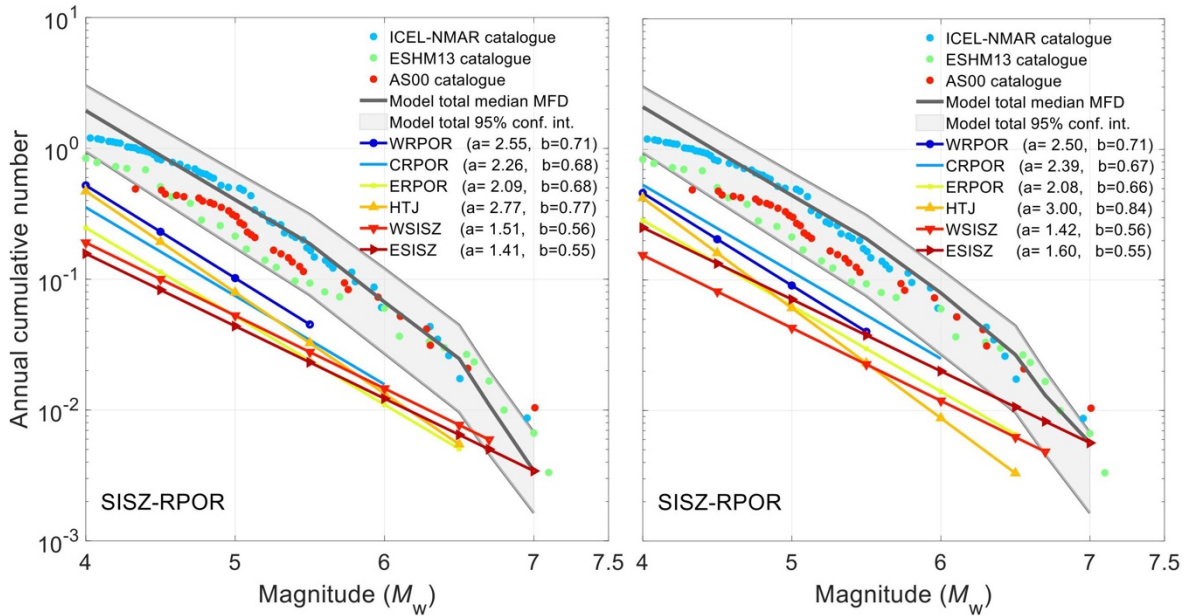 Annual cumulative number
10^1
10^0
10^-1
10^-2
10^-3
ICEL-NMAR catalogue
ESHM13 catalogue
AS00 catalogue
Model total median MFD
Model total 95% conf. int.
WRPOR (a= 2.55, b=0.71)
CRPOR (a= 2.26, b=0.68)
ERPOR (a= 2.09, b=0.68)
HTJ (a= 2.77, b=0.77)
WSISZ (a= 1.51, b=0.56)
ESISZ (a= 1.41, b=0.55)
SISZ-RPOR
4 5 6 7 7.5
Magnitude (Mw)
ICEL-NMAR catalogue
ESHM13 catalogue
AS00 catalogue
Model total median MFD
Model total 95% conf. int.
WRPOR (a= 2.50, b=0.71)
CRPOR (a= 2.39, b=0.67)
ERPOR (a= 2.08, b=0.66)
HTJ (a= 3.00, b=0.84)
WSISZ (a= 1.42, b=0.56)
ESISZ (a= 1.60, b=0.55)
SISZ-RPOR
4 5 6 7 7.5
Magnitude (Mw)